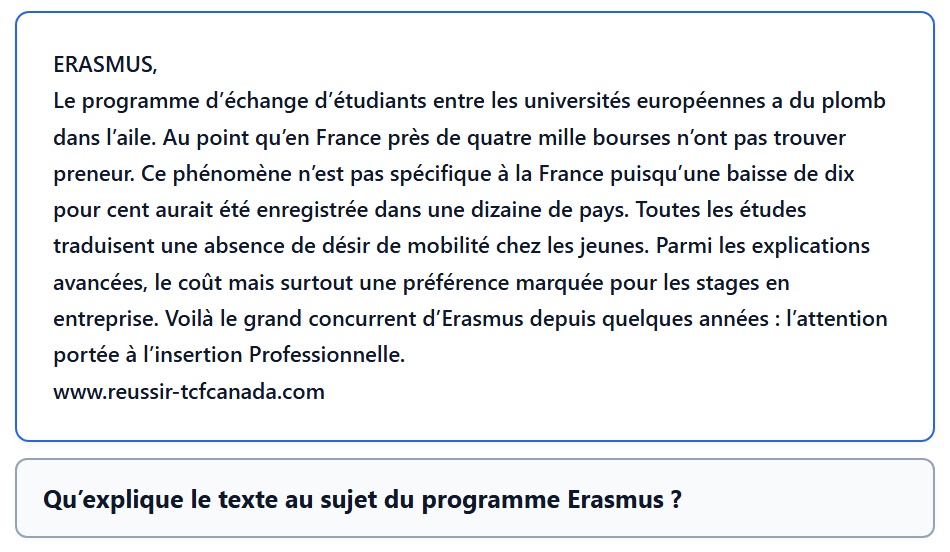 ERASMUS,
Le programme d’échange d’étudiants entre les universités européennes a du plomb
dans l’aile. Au point qu’en France près de quatre mille bourses n’ont pas trouver
preneur. Ce phénomène n’est pas spécifique à la France puisqu’une baisse de dix
pour cent aurait été enregistrée dans une dizaine de pays. Toutes les études
traduisent une absence de désir de mobilité chez les jeunes. Parmi les explications
avancées, le coût mais surtout une préférence marquée pour les stages en
entreprise. Voilà le grand concurrent d’Erasmus depuis quelques années : l’attention
portée à l’insertion Professionnelle.
www.reussir-tcfcanada.com
Qu’explique le texte au sujet du programme Erasmus ?